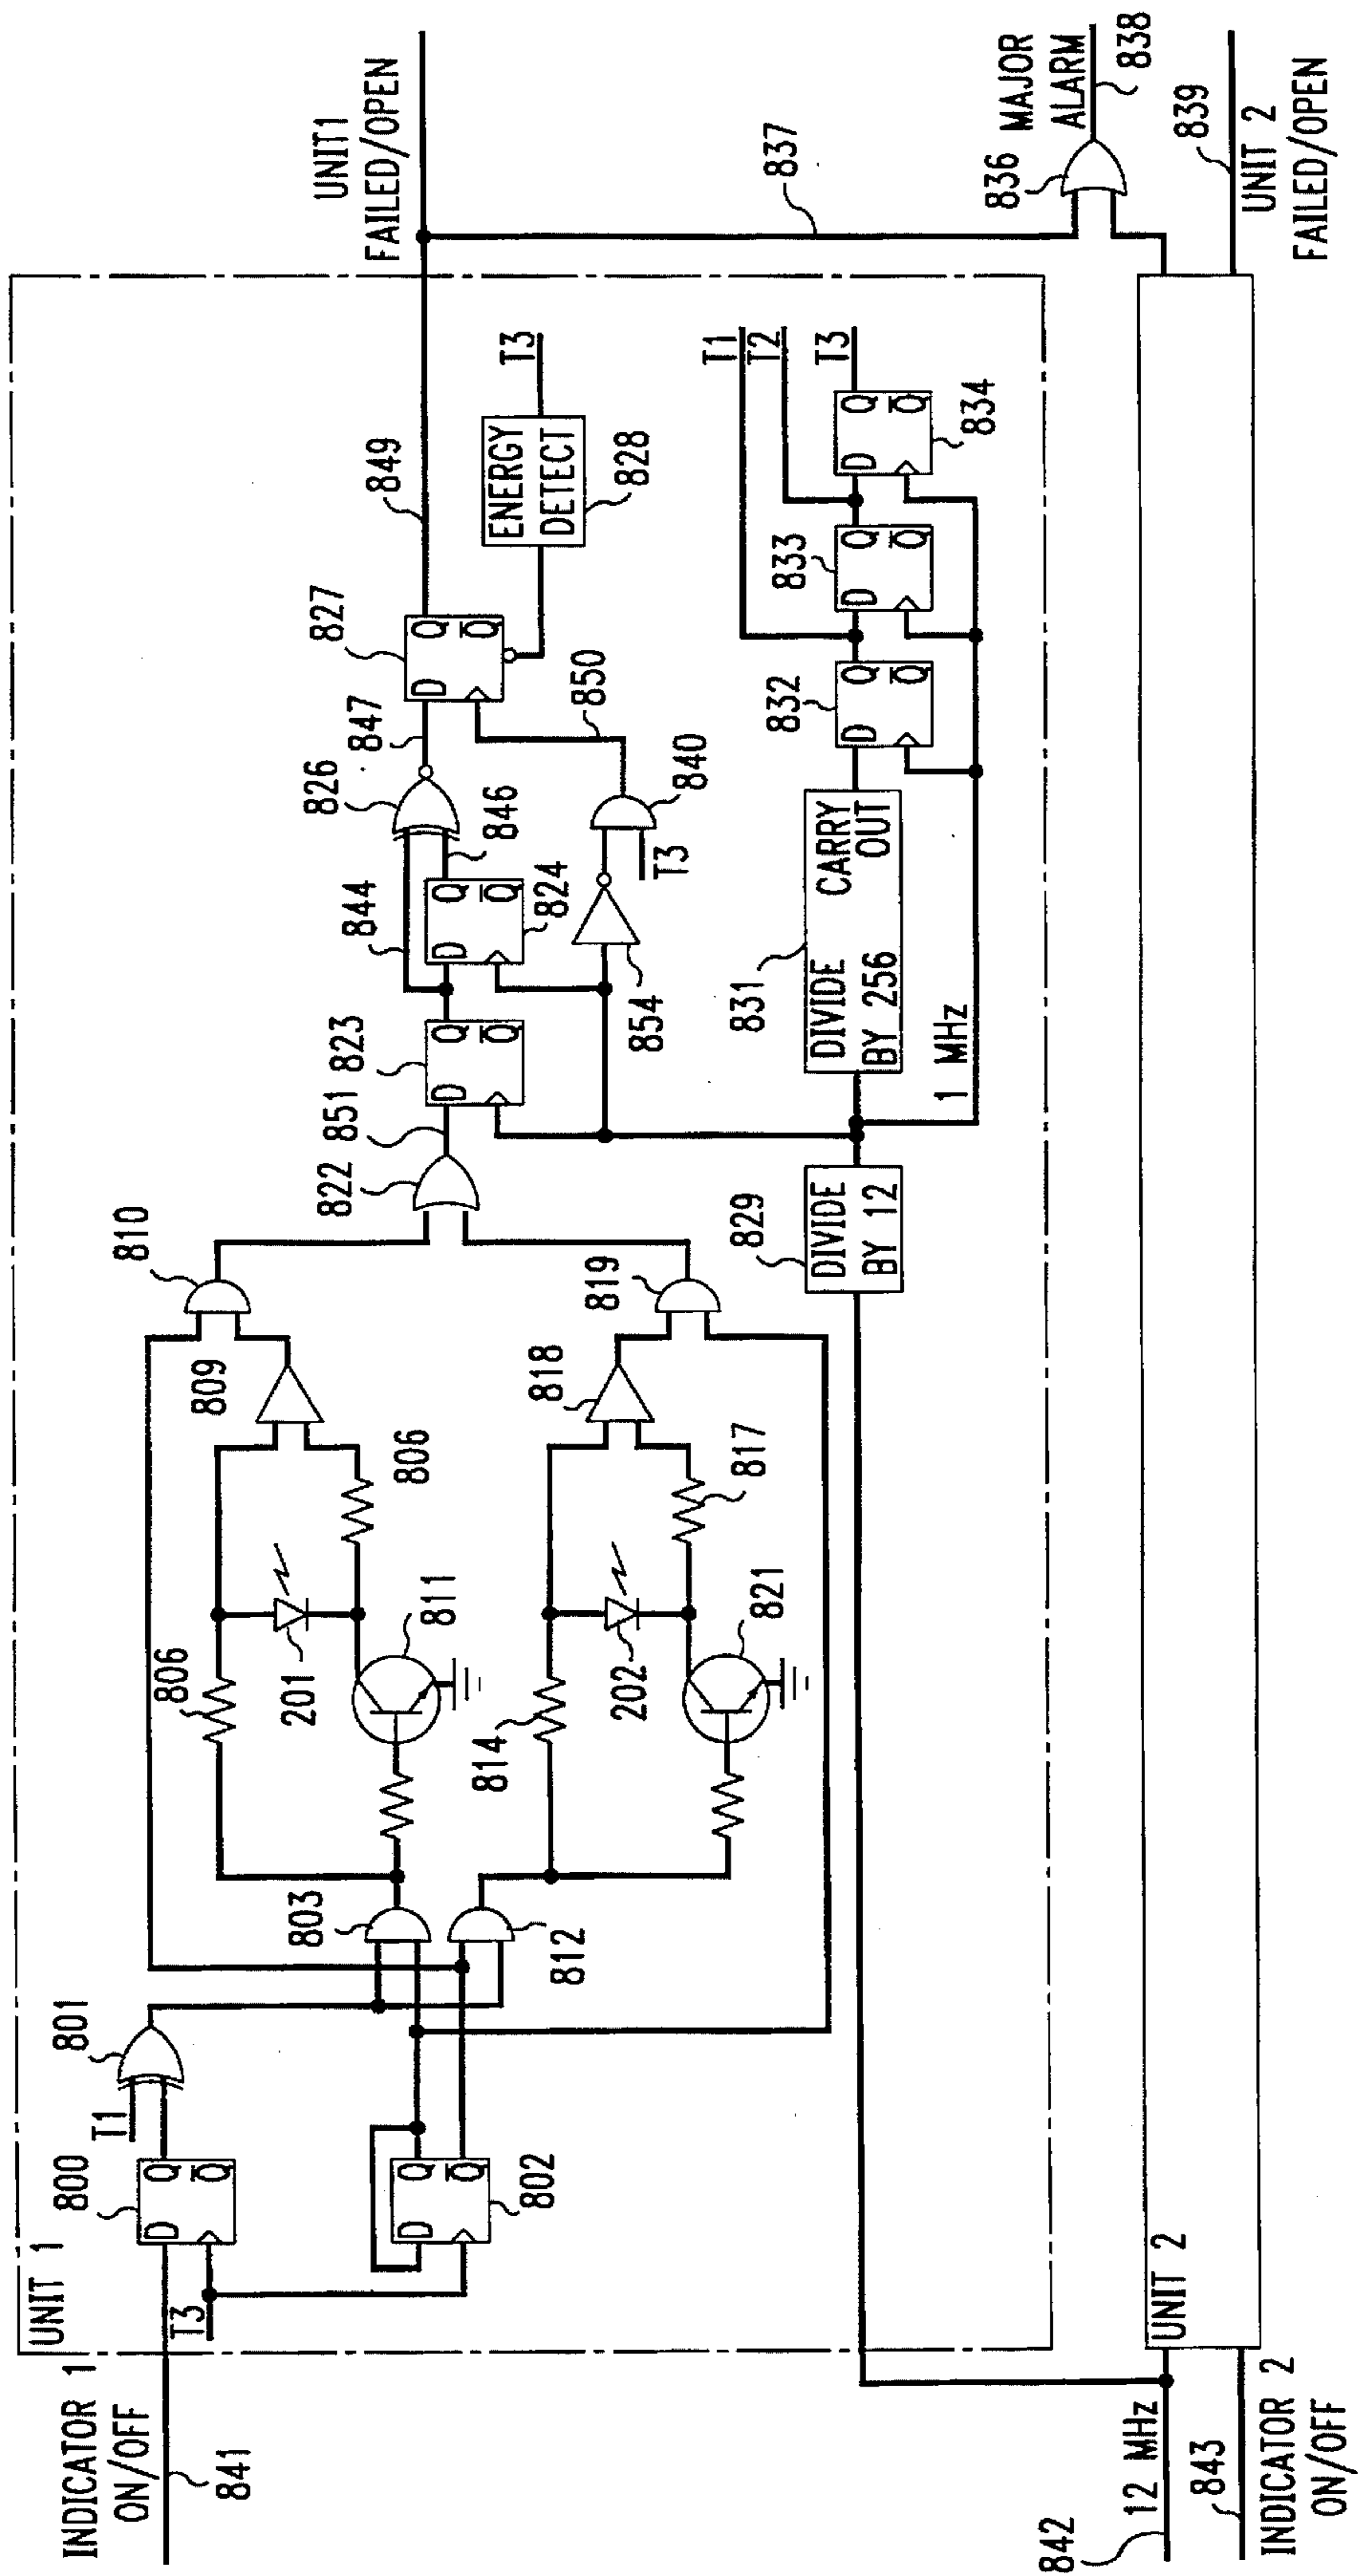 UNIT 1
INDICATOR 1
ON/OFF
841
T3
800
D
Q
Q
T1
801
802
D
Q
Q
803
812
806
201
811
806
809
810
814
202
821
817
818
819
822
851
823
D
Q
Q
844
824
D
Q
Q
846
826
847
827
D
Q
Q
849
854
T3
840
850
ENERGY
DETECT
828
T3
UNIT1
FAILED/OPEN
829
DIVIDE
BY 12
831
DIVIDE
BY 256
CARRY
OUT
1 MHz
832
D
Q
Q
833
D
Q
Q
834
D
Q
Q
T1
T2
T3
837
836
MAJOR
ALARM
838
839
UNIT 2
FAILED/OPEN
UNIT 2
842
12 MHz
843
INDICATOR 2
ON/OFF